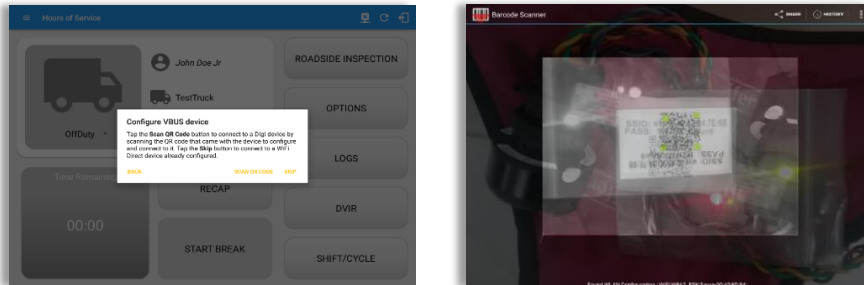 Hours of Service
John Doe Jr
TestTruck
OffDuty
Time Remaining
00:00
Configure VBUS device
Tap the Scan QR Code button to connect to a Digi device by
scanning the QR code that came with the device to configure
and connect to it. Tap the Skip button to connect to a WiFi
Direct device already configured.
BACK
SCAN QR CODE
SKIP
RECAP
START BREAK
ROADSIDE INSPECTION
OPTIONS
LOGS
DVIR
SHIFT/CYCLE
Barcode Scanner
SHARE
HISTORY
SSID:
PASS: